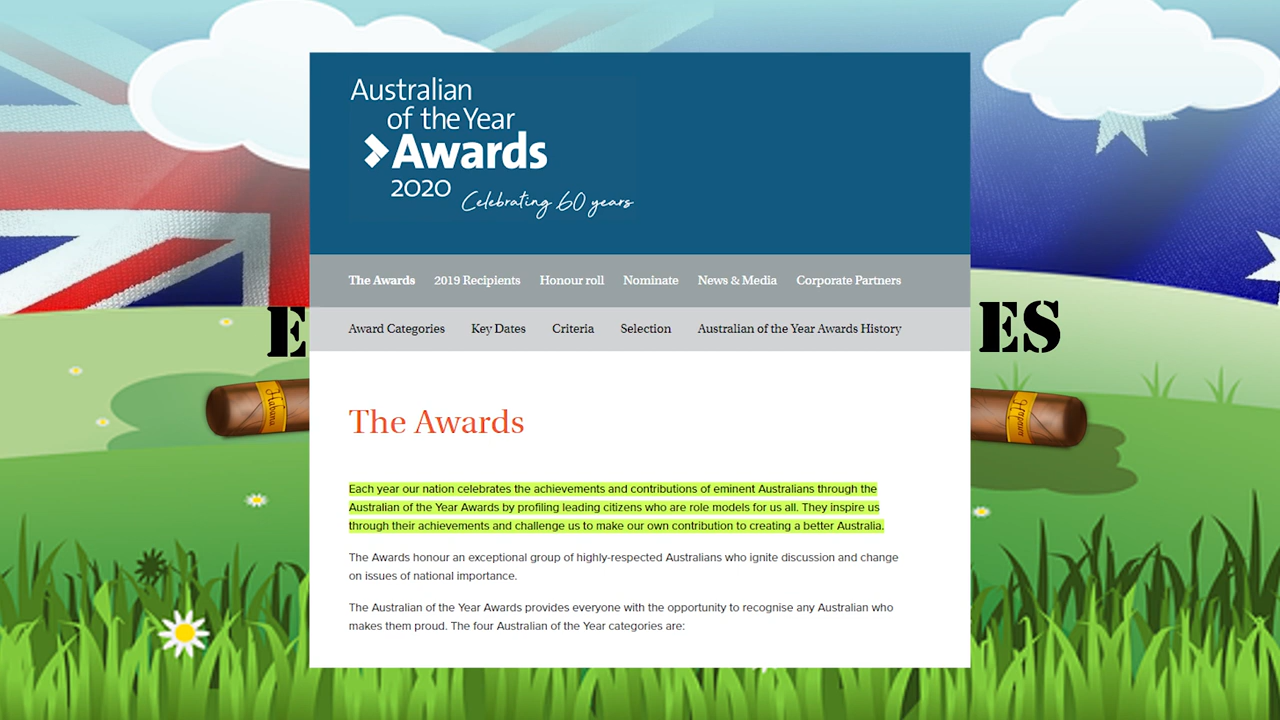 Australian
of the Year
Awards
2020 Celebrating 60 years
The Awards 2019 Recipients Honour roll Nominate News & Media Corporate Partners
Award Categories Key Dates Criteria Selection Australian of the Year Awards History
E
ES
Habana
Habana
The Awards
Each year our nation celebrates the achievements and contributions of eminent Australians through the
Australian of the Year Awards by profiling leading citizens who are role models for us all. They inspire us
through their achievements and challenge us to make our own contribution to creating a better Australia.
The Awards honour an exceptional group of highly-respected Australians who ignite discussion and change
on issues of national importance.
The Australian of the Year Awards provides everyone with the opportunity to recognise any Australian who
makes them proud. The four Australian of the Year categories are: